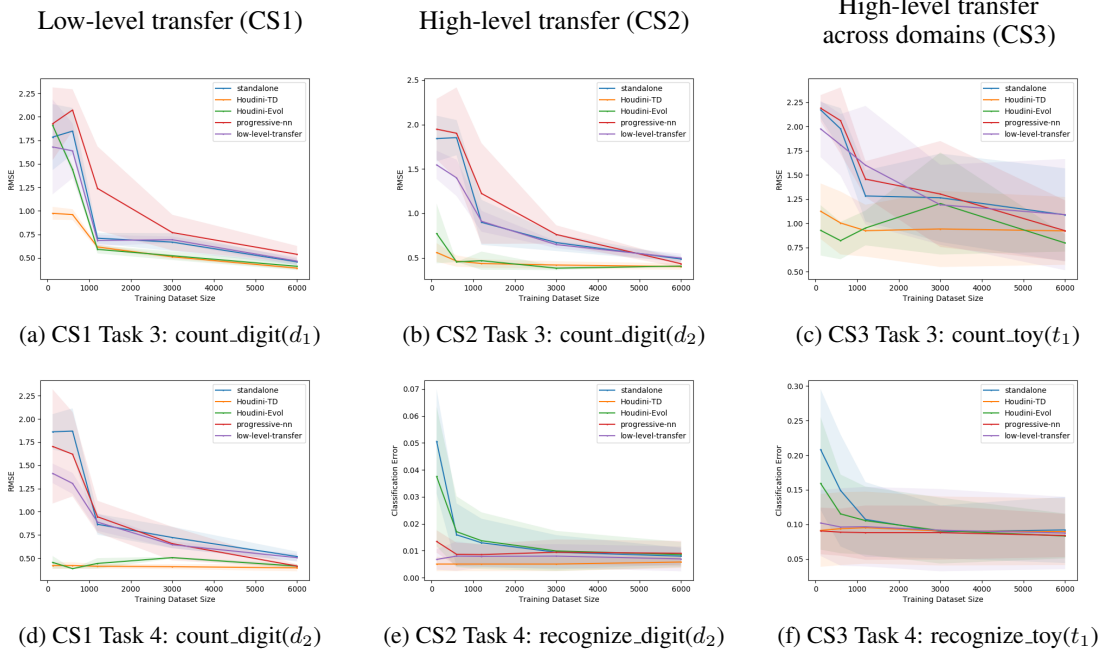 Low-level transfer (CS1)
High-level transfer (CS2)
High-level transfer
across domains (CS3)
2.25
2.00
1.75
1.50
1.25
1.00
0.75
0.50
RMSE
0 1000 2000 3000 4000 5000 6000
Training Dataset Size
standalone
Houdini-TD
Houdini-Evol
progressive-nn
low-level-transfer
(a) CS1 Task 3: count_digit(d₁)
2.5
2.0
1.5
1.0
0.5
RMSE
0 1000 2000 3000 4000 5000 6000
Training Dataset Size
standalone
Houdini-TD
Houdini-Evol
progressive-nn
low-level-transfer
(b) CS2 Task 3: count_digit(d₂)
2.25
2.00
1.75
1.50
1.25
1.00
0.75
0.50
RMSE
0 1000 2000 3000 4000 5000 6000
Training Dataset Size
standalone
Houdini-TD
Houdini-Evol
progressive-nn
low-level-transfer
(c) CS3 Task 3: count_toy(t₁)
2.25
2.00
1.75
1.50
1.25
1.00
0.75
0.50
RMSE
0 1000 2000 3000 4000 5000 6000
Training Dataset Size
standalone
Houdini-TD
Houdini-Evol
progressive-nn
low-level-transfer
(d) CS1 Task 4: count_digit(d₂)
0.07
0.06
0.05
0.04
0.03
0.02
0.01
0.00
Classification Error
0 1000 2000 3000 4000 5000 6000
Training Dataset Size
standalone
Houdini-TD
Houdini-Evol
progressive-nn
low-level-transfer
(e) CS2 Task 4: recognize_digit(d₂)
0.30
0.25
0.20
0.15
0.10
0.05
Classification Error
0 1000 2000 3000 4000 5000 6000
Training Dataset Size
standalone
Houdini-TD
Houdini-Evol
progressive-nn
low-level-transfer
(f) CS3 Task 4: recognize_toy(t₁)